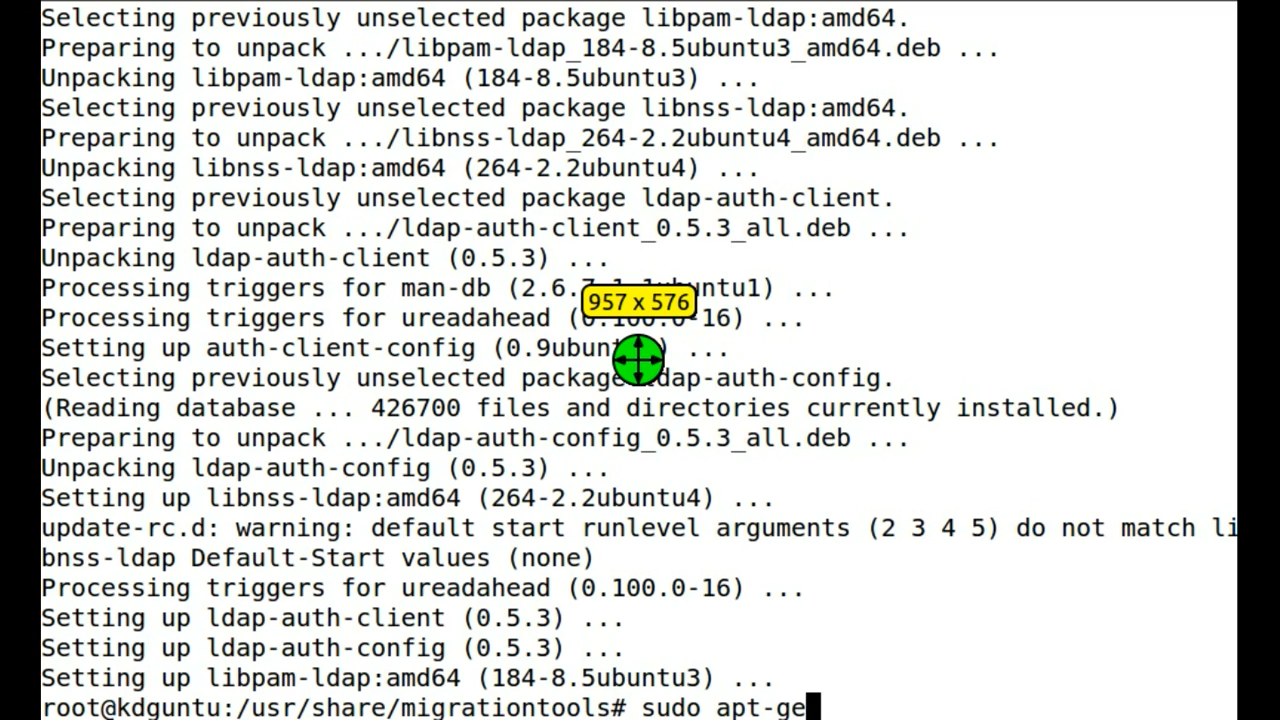 Selecting previously unselected package libpam-ldap:amd64.
Preparing to unpack .../libpam-ldap_184-8.5ubuntu3_amd64.deb ...
Unpacking libpam-ldap:amd64 (184-8.5ubuntu3) ...
Selecting previously unselected package libnss-ldap:amd64.
Preparing to unpack .../libnss-ldap_264-2.2ubuntu4_amd64.deb ...
Unpacking libnss-ldap:amd64 (264-2.2ubuntu4) ...
Selecting previously unselected package ldap-auth-client.
Preparing to unpack .../ldap-auth-client_0.5.3_all.deb ...
Unpacking ldap-auth-client (0.5.3) ...
Processing triggers for man-db ...
957 x 576
Processing triggers for ureadahead (0.100.0-16) ...
Setting up auth-client-config ...
Selecting previously unselected package ldap-auth-config.
(Reading database ... 426700 files and directories currently installed.)
Preparing to unpack .../ldap-auth-config_0.5.3_all.deb ...
Unpacking ldap-auth-config (0.5.3) ...
Setting up libnss-ldap:amd64 (264-2.2ubuntu4) ...
update-rc.d: warning: default start runlevel arguments (2 3 4 5) do not match li
bnss-ldap Default-Start values (none)
Processing triggers for ureadahead (0.100.0-16) ...
Setting up ldap-auth-client (0.5.3) ...
Setting up ldap-auth-config (0.5.3) ...
Setting up libpam-ldap:amd64 (184-8.5ubuntu3) ...
root@kdguntu:/usr/share/migrationtools# sudo apt-ge